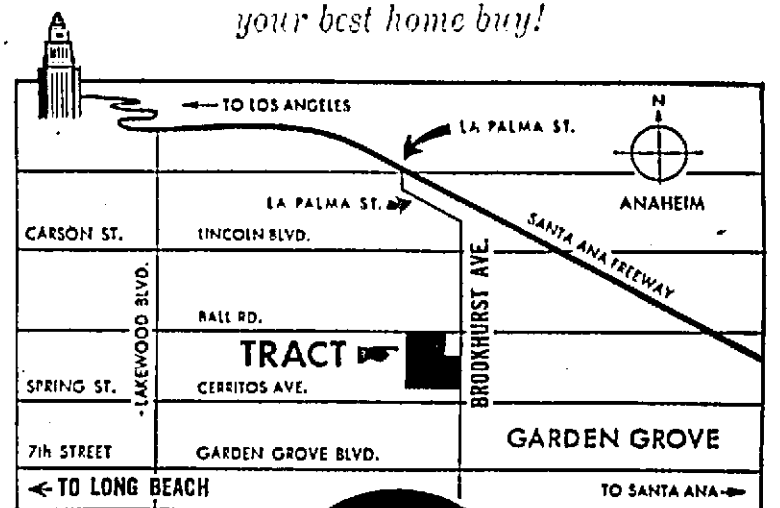 your best home buy!
← TO LOS ANGELES
LA PALMA ST.
N
LA PALMA ST.
ANAHEIM
CARSON ST.
LINCOLN BLVD.
SANTA ANA FREEWAY
LAKEWOOD BLVD.
BROOKHURST AVE.
BALL RD.
TRACT
SPRING ST.
CERRITOS AVE.
GARDEN GROVE
7th STREET
GARDEN GROVE BLVD.
← TO LONG BEACH
TO SANTA ANA →